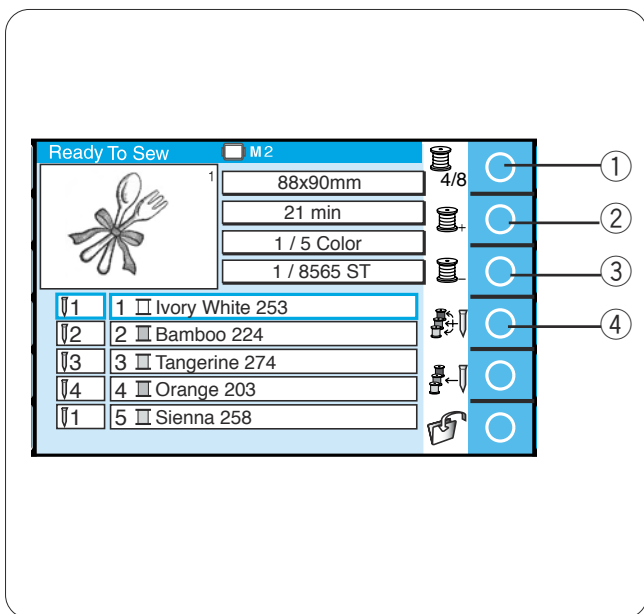 Ready To Sew M2
1
88x90mm
21 min
1 / 5 Color
1 / 8565 ST
4/8
+
−
1 1 Ivory White 253
2 2 Bamboo 224
3 3 Tangerine 274
4 4 Orange 203
1 5 Sienna 258
①
②
③
④